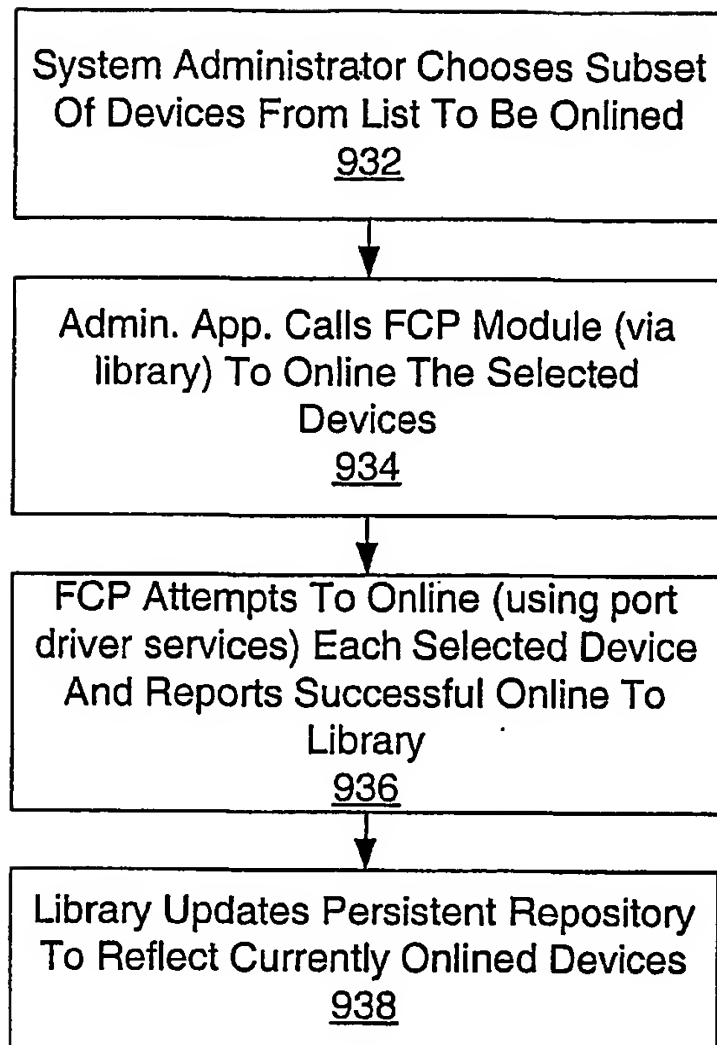 System Administrator Chooses Subset
Of Devices From List To Be Onlined
932
Admin. App. Calls FCP Module (via
library) To Online The Selected
Devices
934
FCP Attempts To Online (using port
driver services) Each Selected Device
And Reports Successful Online To
Library
936
Library Updates Persistent Repository
To Reflect Currently Onlined Devices
938